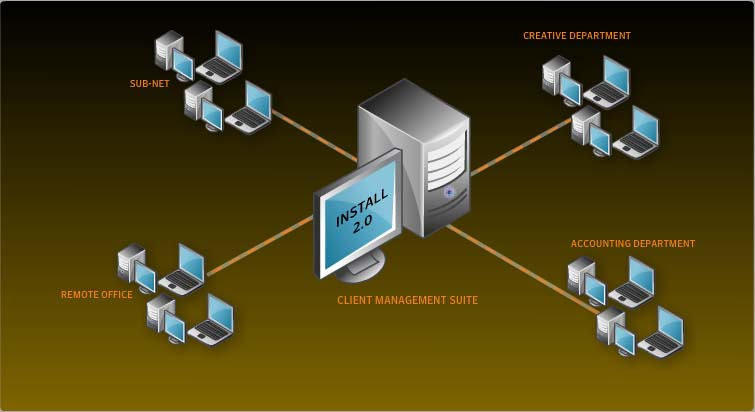 CREATIVE DEPARTMENT
SUB-NET
INSTALL
2.0
ACCOUNTING DEPARTMENT
REMOTE OFFICE
CLIENT MANAGEMENT SUITE